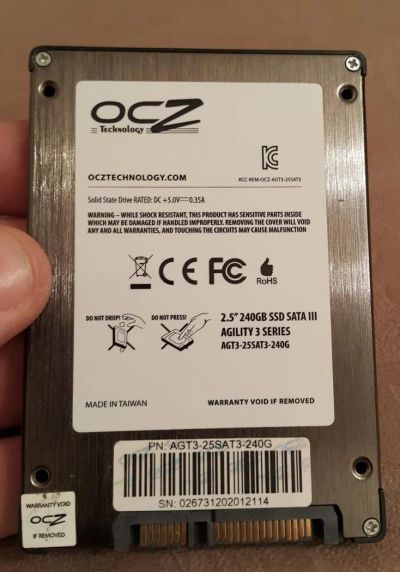 OCZ
Technology
KCC-REM-OCZ-AGT3-25SAT3
OCZTECHNOLOGY.COM
Solid State Drive RATED: DC +5.0V⎓0.35A
WARNING – WHILE SHOCK RESISTANT, THIS PRODUCT HAS SENSITIVE PARTS INSIDE
WHICH MAY BE DAMAGED IF HANDLED IMPROPERLY. REMOVING THE COVER WILL VOID
ANY AND ALL WARRANTIES, AND TOUCHING THE CIRCUITS MAY CAUSE MALFUNCTION
CE FC RoHS
DO NOT DROP! DO NOT PRESS!
2.5" 240GB SSD SATA III
AGILITY 3 SERIES
AGT3-25SAT3-240G
MADE IN TAIWAN WARRANTY VOID IF REMOVED
PN: AGT3-25SAT3-240G
SN: 026731202012114
WARRANTY VOID
OCZ
IF REMOVED